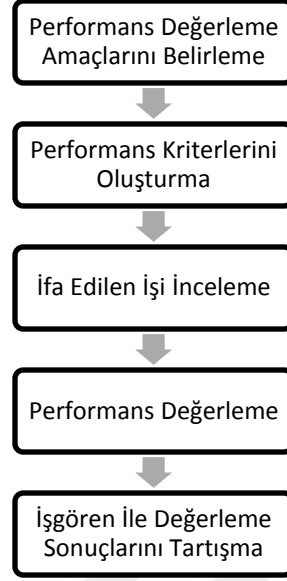 Performans Değerleme
Amaçlarını Belirleme
Performans Kriterlerini
Oluşturma
İfa Edilen İşi İnceleme
Performans Değerleme
İşgören İle Değerleme
Sonuçlarını Tartışma